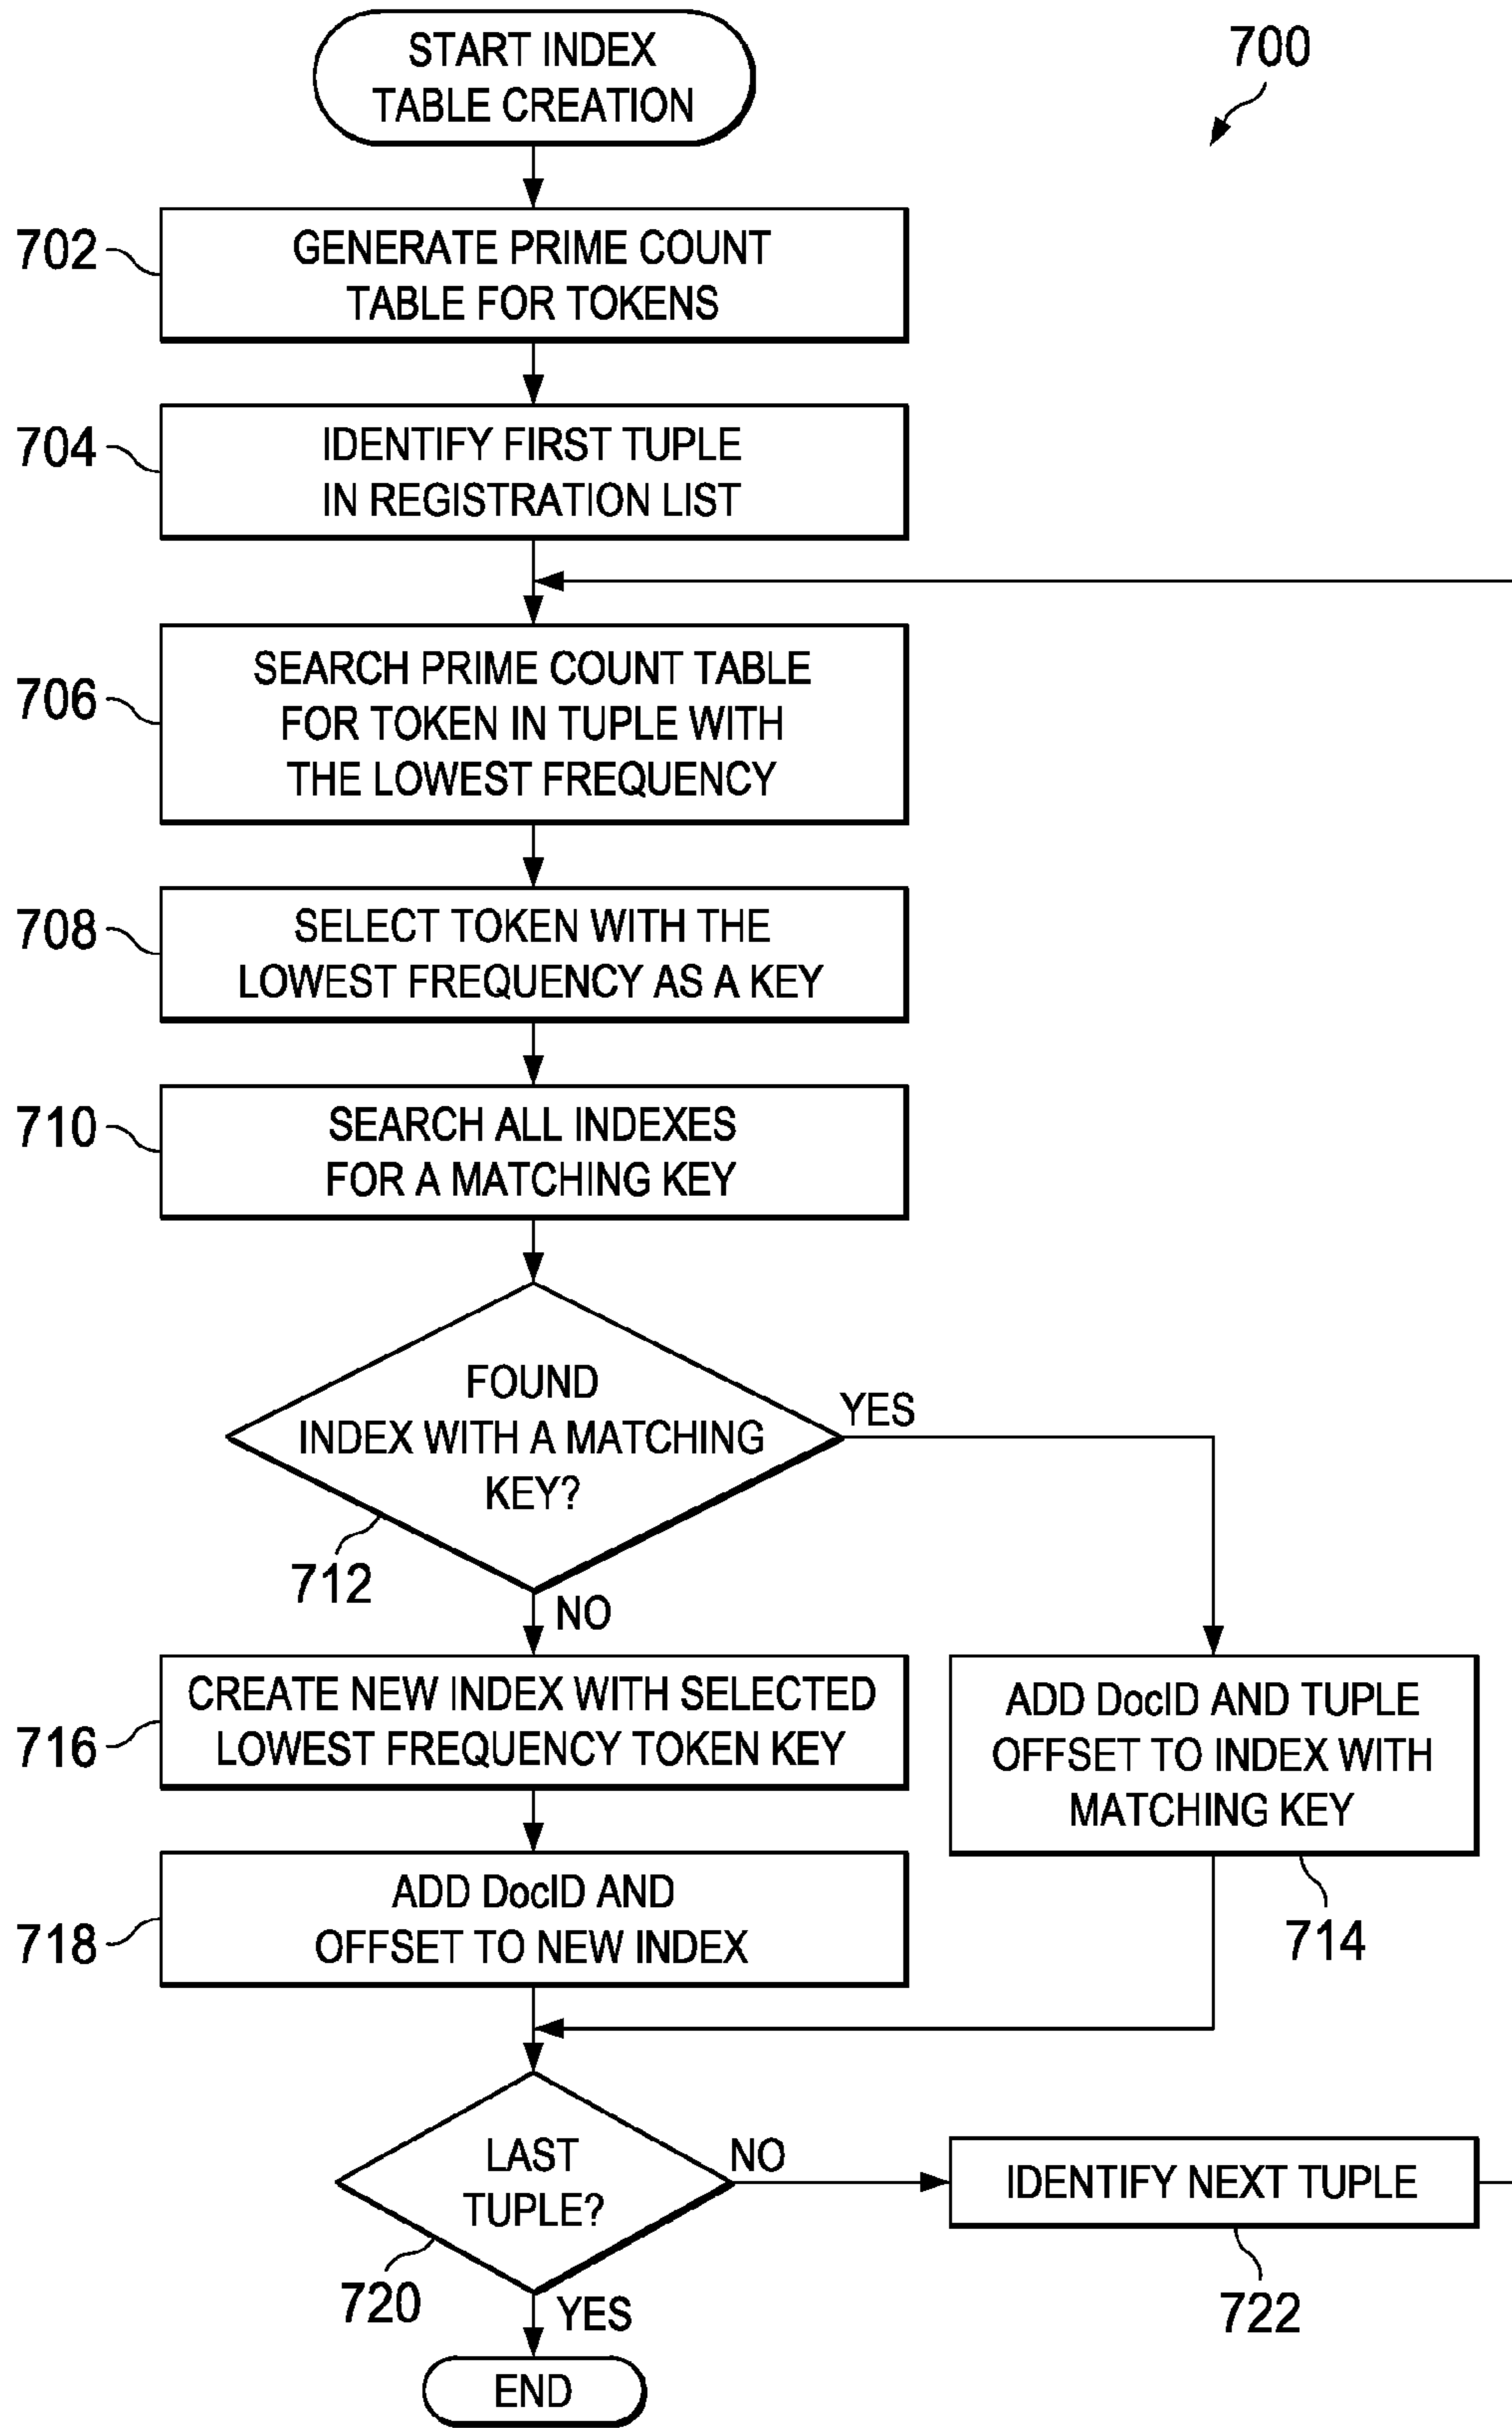 START INDEX
TABLE CREATION
700
702
GENERATE PRIME COUNT
TABLE FOR TOKENS
704
IDENTIFY FIRST TUPLE
IN REGISTRATION LIST
706
SEARCH PRIME COUNT TABLE
FOR TOKEN IN TUPLE WITH
THE LOWEST FREQUENCY
708
SELECT TOKEN WITH THE
LOWEST FREQUENCY AS A KEY
710
SEARCH ALL INDEXES
FOR A MATCHING KEY
FOUND
INDEX WITH A MATCHING
KEY?
YES
712
NO
716
CREATE NEW INDEX WITH SELECTED
LOWEST FREQUENCY TOKEN KEY
ADD DocID AND TUPLE
OFFSET TO INDEX WITH
MATCHING KEY
714
718
ADD DocID AND
OFFSET TO NEW INDEX
LAST
TUPLE?
NO
IDENTIFY NEXT TUPLE
720
YES
722
END